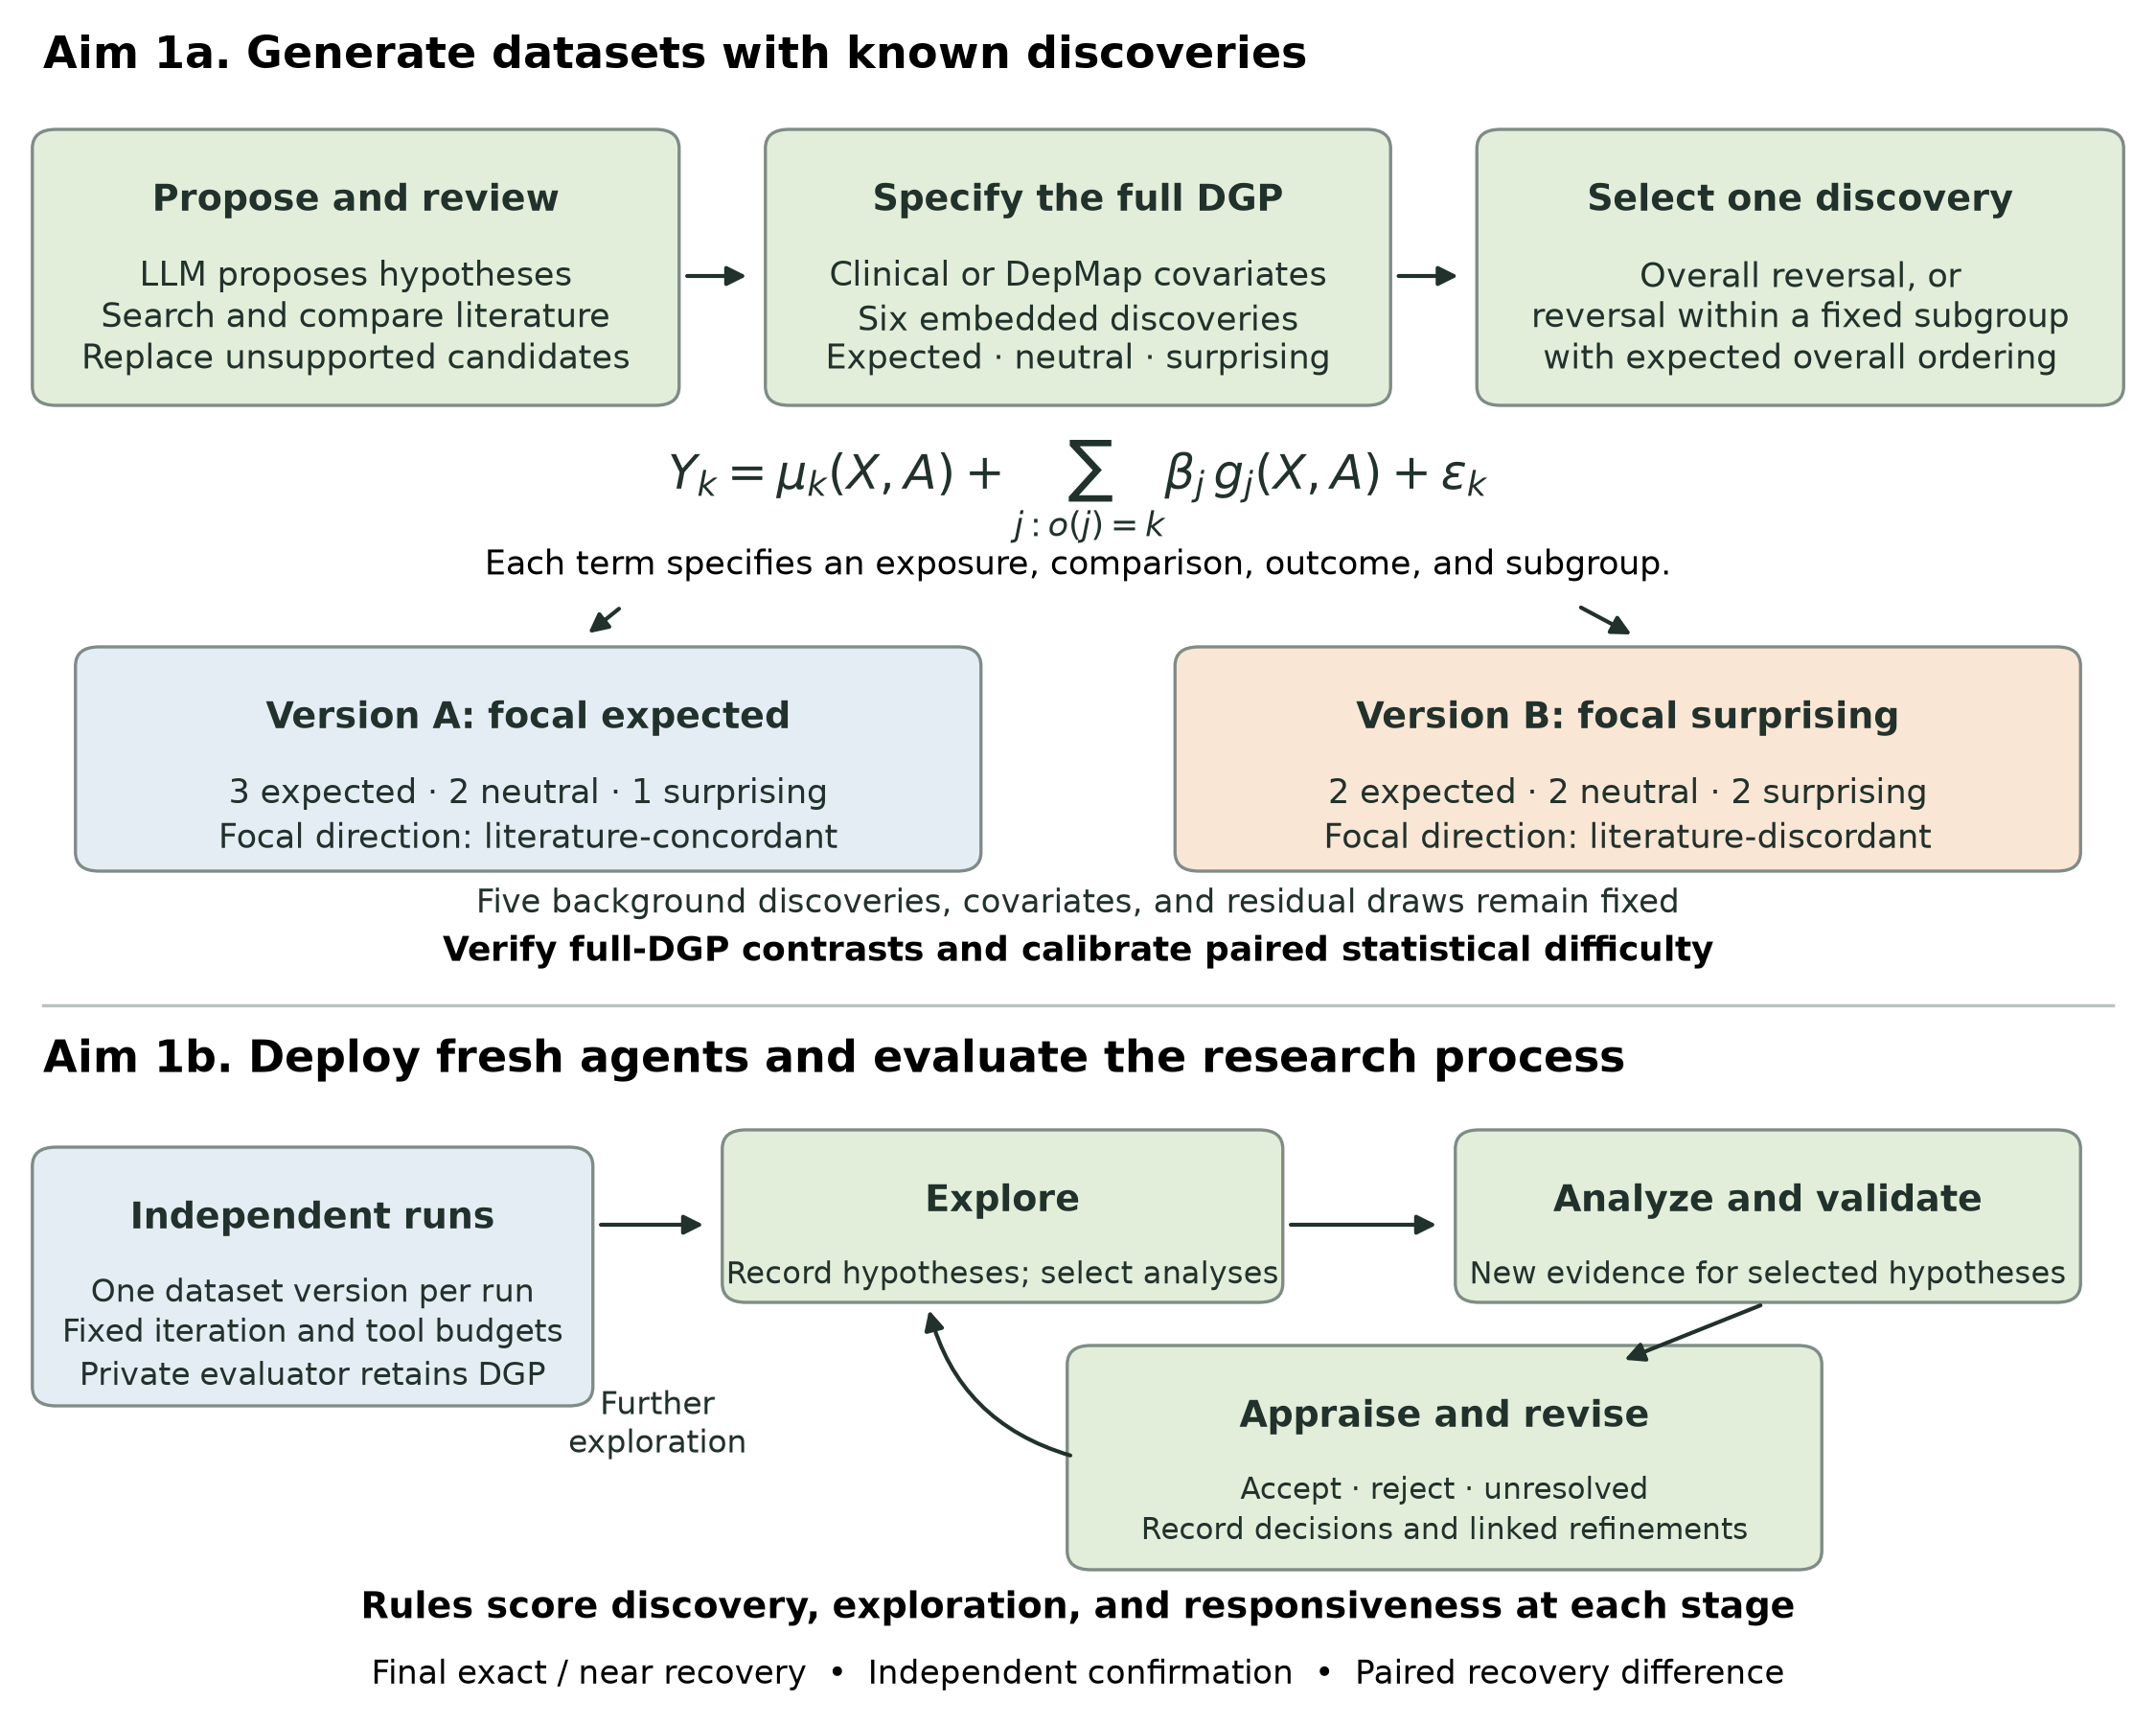 Aim 1a. Generate datasets with known discoveries
Propose and review
LLM proposes hypotheses
Search and compare literature
Replace unsupported candidates
Specify the full DGP
Clinical or DepMap covariates
Six embedded discoveries
Expected · neutral · surprising
Select one discovery
Overall reversal, or
reversal within a fixed subgroup
with expected overall ordering
Yₖ = μₖ(X, A) + ∑ βⱼ gⱼ(X, A) + εₖ
j : o(j) = k
Each term specifies an exposure, comparison, outcome, and subgroup.
Version A: focal expected
3 expected · 2 neutral · 1 surprising
Focal direction: literature-concordant
Version B: focal surprising
2 expected · 2 neutral · 2 surprising
Focal direction: literature-discordant
Five background discoveries, covariates, and residual draws remain fixed
Verify full-DGP contrasts and calibrate paired statistical difficulty
Aim 1b. Deploy fresh agents and evaluate the research process
Independent runs
One dataset version per run
Fixed iteration and tool budgets
Private evaluator retains DGP
Explore
Record hypotheses; select analyses
Analyze and validate
New evidence for selected hypotheses
Further
exploration
Appraise and revise
Accept · reject · unresolved
Record decisions and linked refinements
Rules score discovery, exploration, and responsiveness at each stage
Final exact / near recovery • Independent confirmation • Paired recovery difference